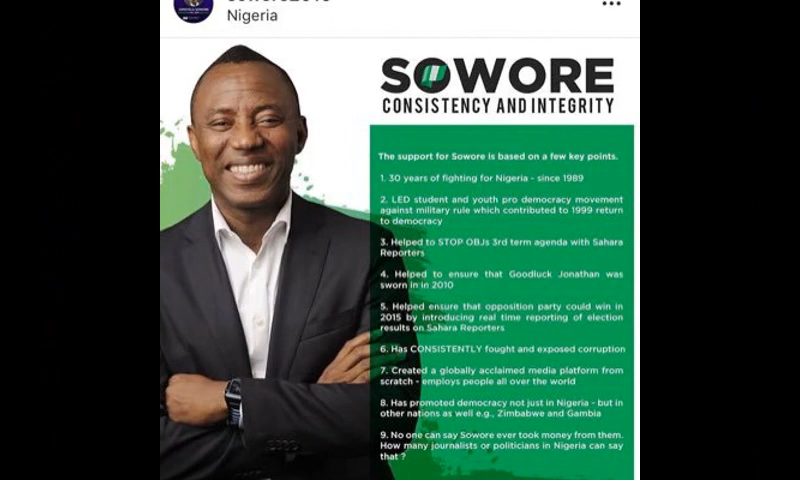 Nigeria
SOWORE
CONSISTENCY AND INTEGRITY
The support for Sowore is based on a few key points.
1. 30 years of fighting for Nigeria - since 1989
2. LED student and youth pro democracy movement
against military rule which contributed to 1999 return
to democracy
3. Helped to STOP OBJs 3rd term agenda with Sahara
Reporters
4. Helped to ensure that Goodluck Jonathan was
sworn in in 2010
5. Helped ensure that opposition party could win in
2015 by introducing real time reporting of election
results on Sahara Reporters
6. Has CONSISTENTLY fought and exposed corruption
7. Created a globally acclaimed media platform from
scratch - employs people all over the world
8. Has promoted democracy not just in Nigeria - but in
other nations as well e.g., Zimbabwe and Gambia
9. No one can say Sowore ever took money from them.
How many journalists or politicians in Nigeria can say
that ?